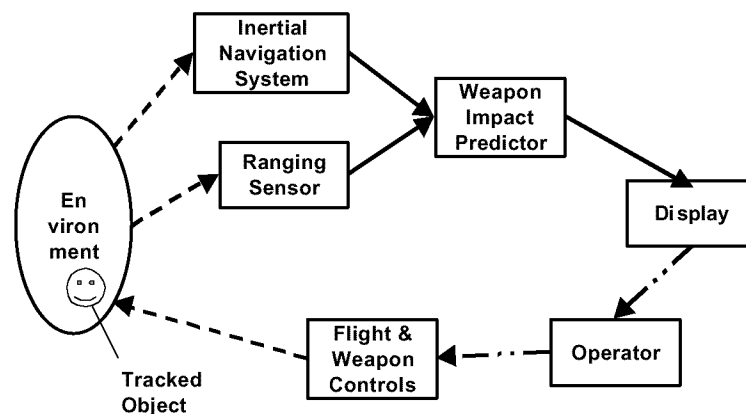 Inertial
Navigation
System
Weapon
Impact
Predictor
Ranging
Sensor
En
viron
ment
Display
Flight &
Weapon
Controls
Operator
Tracked
Object